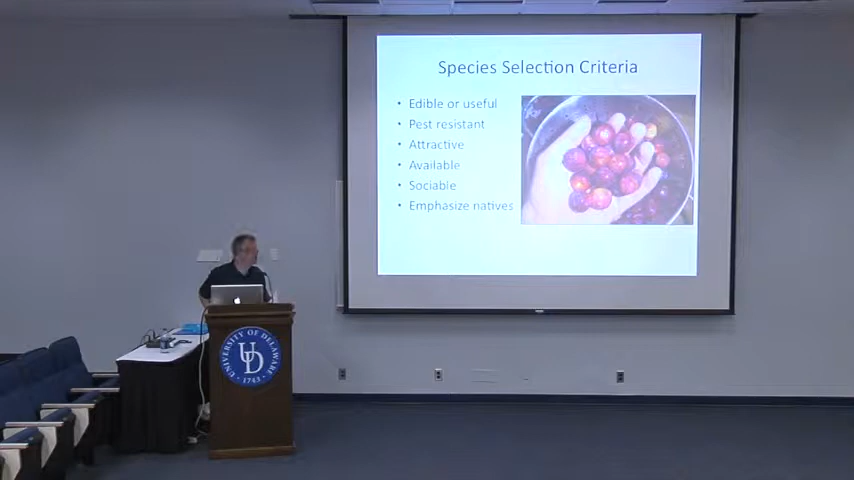 Species Selection Criteria
• Edible or useful
• Pest resistant
• Attractive
• Available
• Sociable
• Emphasize natives
UNIVERSITY OF DELAWARE
UD
1743